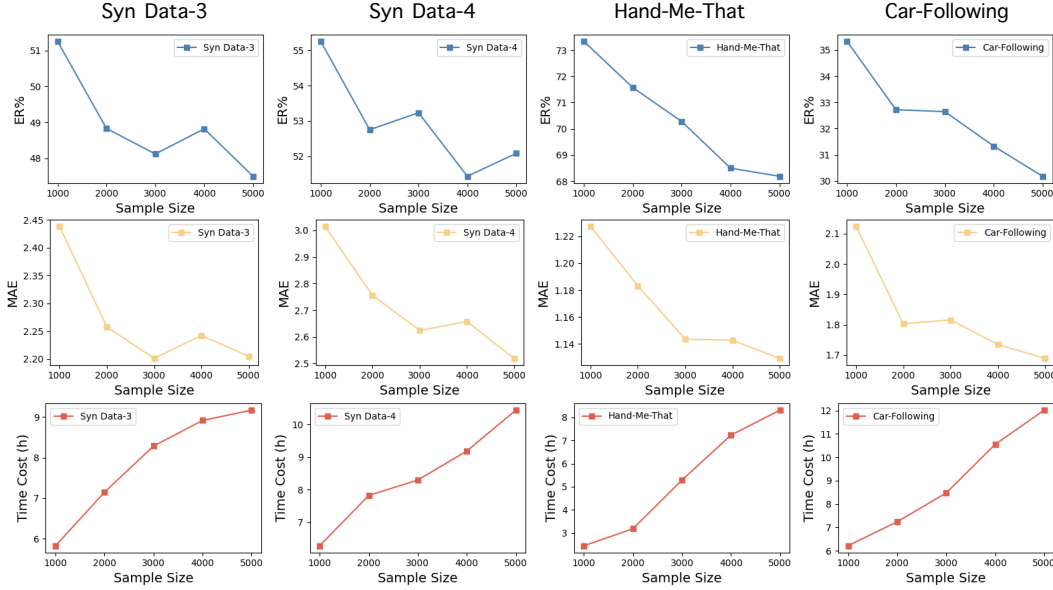 Syn Data-3 Syn Data-4 Hand-Me-That Car-Following
ER%
51
50
49
48
1000 2000 3000 4000 5000
Sample Size
Syn Data-3
ER%
55
54
53
52
1000 2000 3000 4000 5000
Sample Size
Syn Data-4
ER%
73
72
71
70
69
68
1000 2000 3000 4000 5000
Sample Size
Hand-Me-That
ER%
35
34
33
32
31
30
1000 2000 3000 4000 5000
Sample Size
Car-Following
MAE
2.45
2.40
2.35
2.30
2.25
2.20
1000 2000 3000 4000 5000
Sample Size
Syn Data-3
MAE
3.0
2.9
2.8
2.7
2.6
2.5
1000 2000 3000 4000 5000
Sample Size
Syn Data-4
MAE
1.22
1.20
1.18
1.16
1.14
1000 2000 3000 4000 5000
Sample Size
Hand-Me-That
MAE
2.1
2.0
1.9
1.8
1.7
1000 2000 3000 4000 5000
Sample Size
Car-Following
Time Cost (h)
9
8
7
6
1000 2000 3000 4000 5000
Sample Size
Syn Data-3
Time Cost (h)
10
9
8
7
1000 2000 3000 4000 5000
Sample Size
Syn Data-4
Time Cost (h)
8
7
6
5
4
3
1000 2000 3000 4000 5000
Sample Size
Hand-Me-That
Time Cost (h)
12
11
10
9
8
7
6
1000 2000 3000 4000 5000
Sample Size
Car-Following